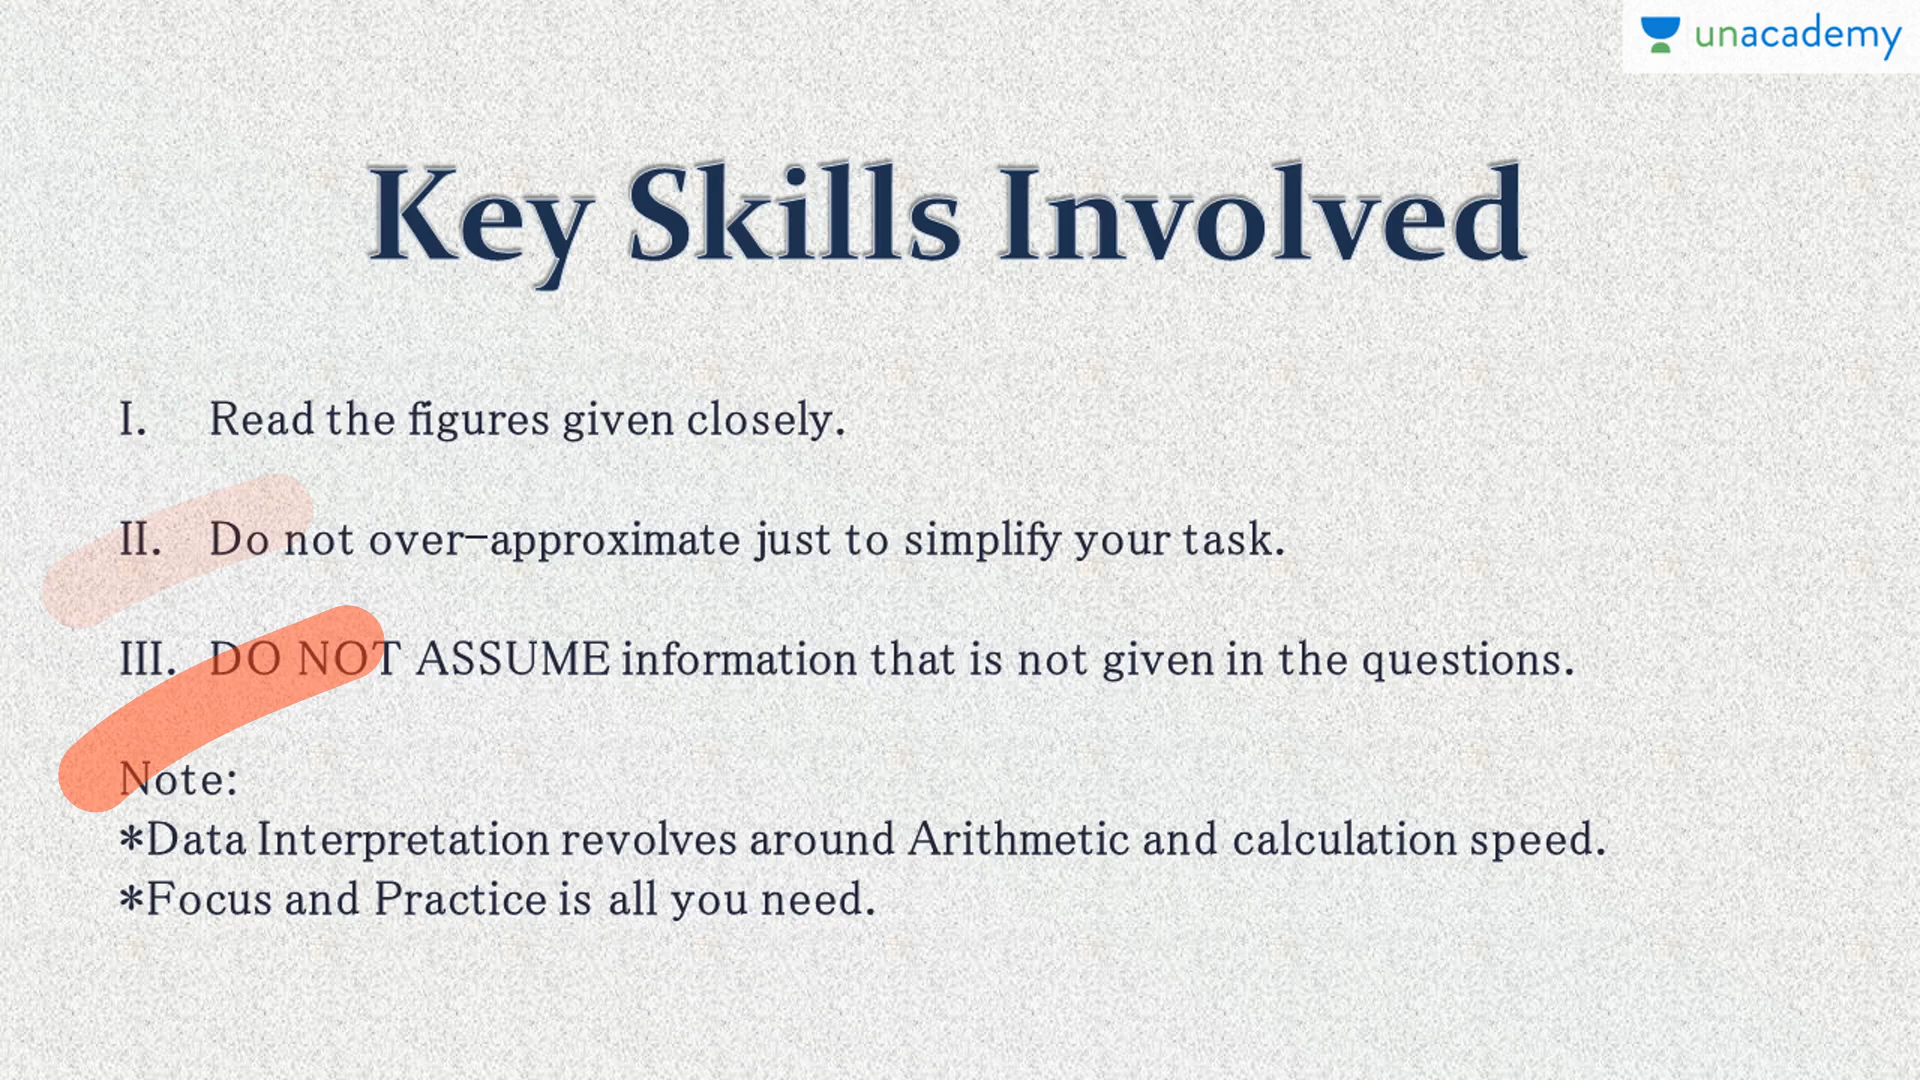 unacademy
Key Skills Involved
I. Read the figures given closely.
II. Do not over-approximate just to simplify your task.
III. DO NOT ASSUME information that is not given in the questions.
Note:
*Data Interpretation revolves around Arithmetic and calculation speed.
*Focus and Practice is all you need.